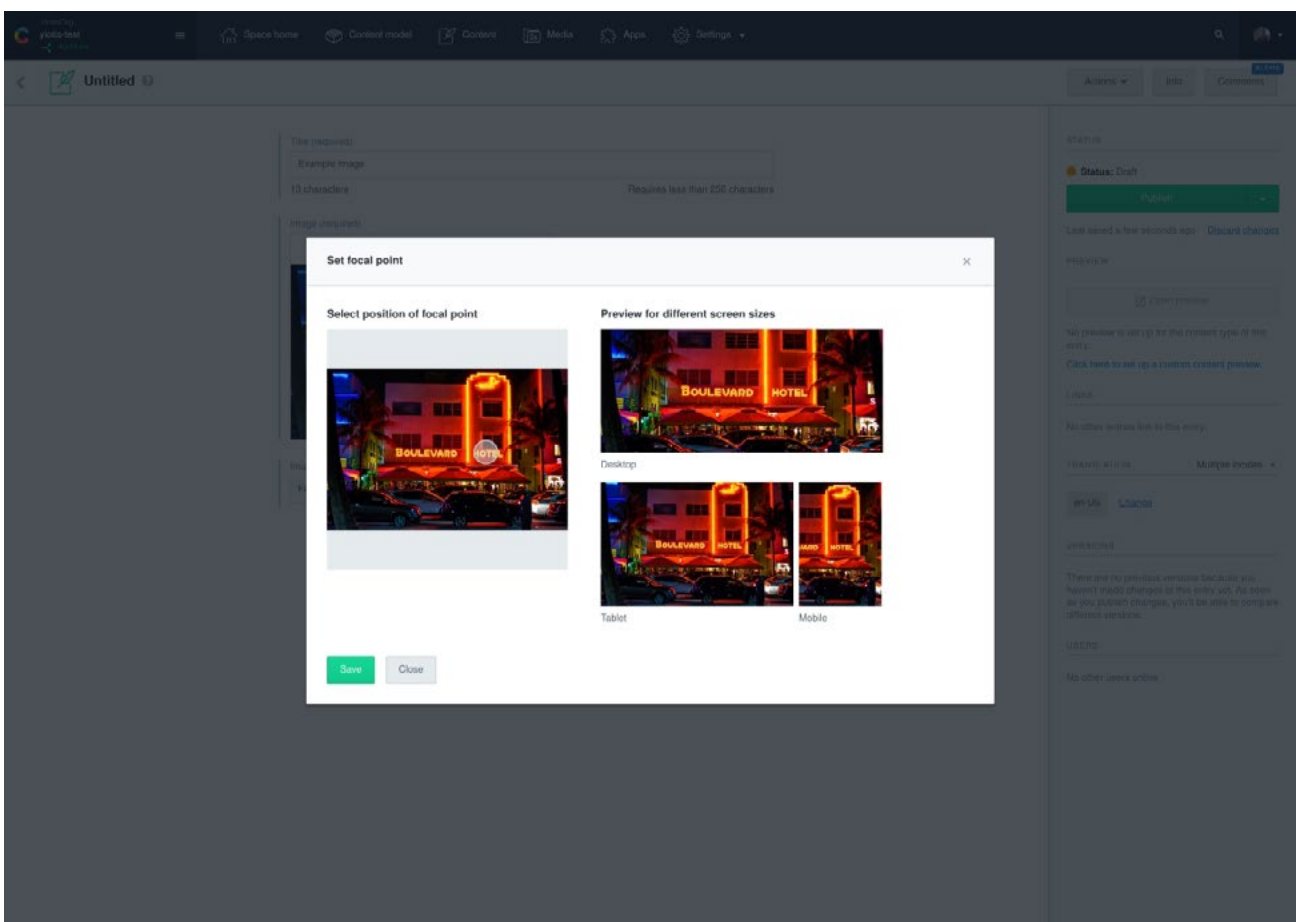 yiotis-test
Space home
Content model
Content
Media
Apps
Settings
Untitled
Actions
Info
Comments
Title (required)
Example Image
13 characters
Requires less than 256 characters
Image (required)
STATUS
Status: Draft
Publish
Last saved a few seconds ago
Discard changes
PREVIEW
Open preview
No preview is set up for the content type of this
entry.
Click here to set up a custom content preview.
LINKS
No other entries link to this entry.
TRANSLATION
Multiple locales
en-US
Change
VERSIONS
There are no previous versions because you
haven't made changes to this entry yet. As soon
as you publish changes, you'll be able to compare
different versions.
USERS
No other users online
Set focal point
Select position of focal point
BOULEVARD HOTEL
Preview for different screen sizes
BOULEVARD HOTEL
Desktop
BOULEVARD HOTEL
VARD HOTEL
Tablet
Mobile
Save
Close